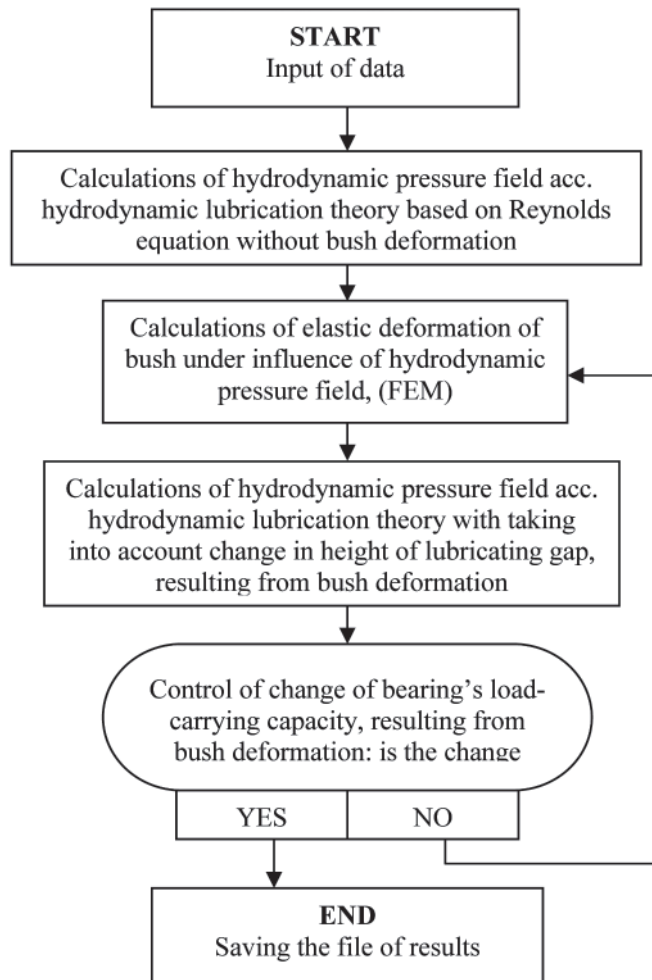 START
Input of data
Calculations of hydrodynamic pressure field acc.
hydrodynamic lubrication theory based on Reynolds
equation without bush deformation
Calculations of elastic deformation of
bush under influence of hydrodynamic
pressure field, (FEM)
Calculations of hydrodynamic pressure field acc.
hydrodynamic lubrication theory with taking
into account change in height of lubricating gap,
resulting from bush deformation
Control of change of bearing’s load-
carrying capacity, resulting from
bush deformation: is the change
YES
NO
END
Saving the file of results